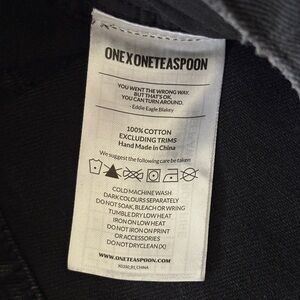 ONEXONETEASPOON
YOU WENT THE WRONG WAY.
BUT THAT'S OK.
YOU CAN TURN AROUND.
- Eddie Eagle Blakey
100% COTTON
EXCLUDING TRIMS
Hand Made in China
We suggest the following care be taken
COLD MACHINE WASH
DARK COLOURS SEPARATELY
DO NOT SOAK, BLEACH OR WRING
TUMBLE DRY LOW HEAT
IRON ON LOW HEAT
DO NOT IRON ON PRINT
OR ACCESSORIES
DO NOT DRYCLEAN (X)
WWW.ONETEASPOON.COM
CHINA